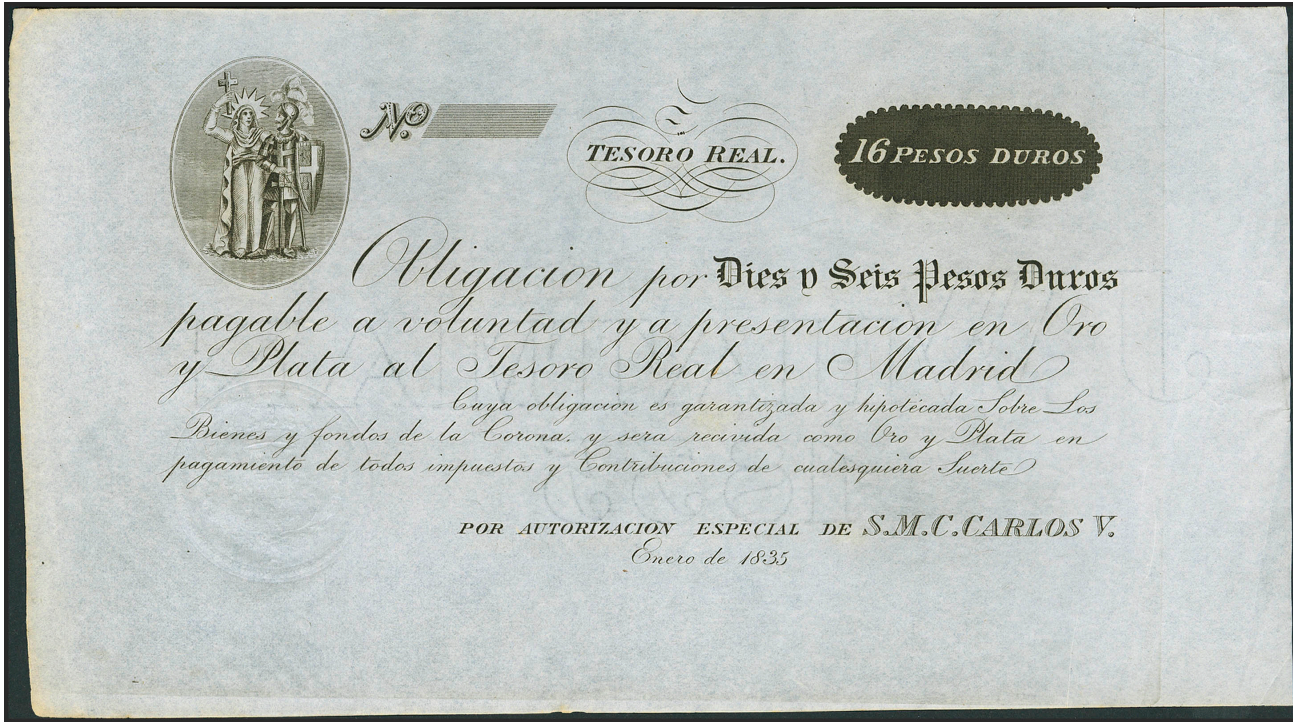 Nº
TESORO REAL.
16 PESOS DUROS
Obligacion por Dies y Seis Pesos Duros
pagable a voluntad y a presentacion en Oro
y Plata al Tesoro Real en Madrid
Cuya obligacion es garantizada y hipotécada Sobre Los
Bienes y fondos de la Corona. y sera recivida como Oro y Plata en
pagamiento de todos impuestos y Contribuciones de cualesquiera Suerte
POR AUTORIZACION ESPECIAL DE S.M.C.CARLOS V.
Enero de 1835